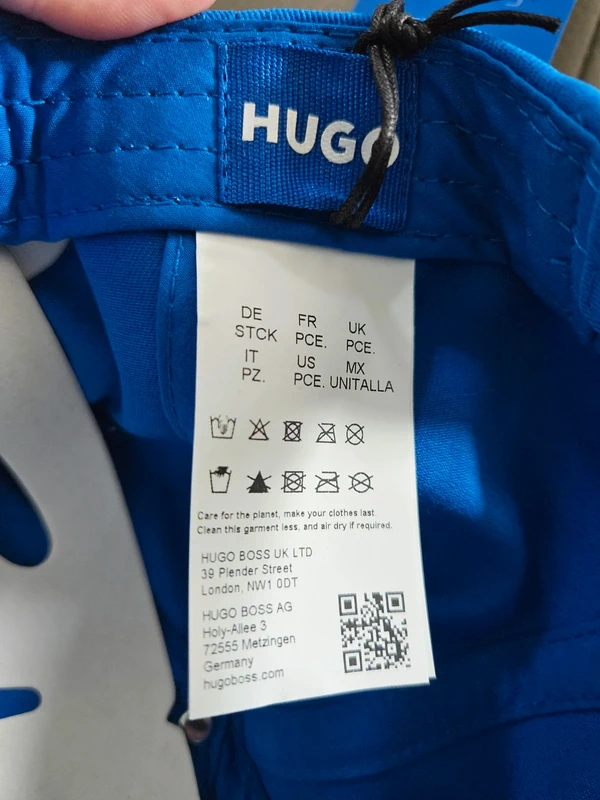 HUGO
DE FR UK
STCK PCE. PCE.
IT US MX
PZ. PCE. UNITALLA
Care for the planet, make your clothes last.
Clean this garment less, and air dry if required.
HUGO BOSS UK LTD
39 Plender Street
London, NW1 0DT
HUGO BOSS AG
Holy-Allee 3
72555 Metzingen
Germany
hugoboss.com